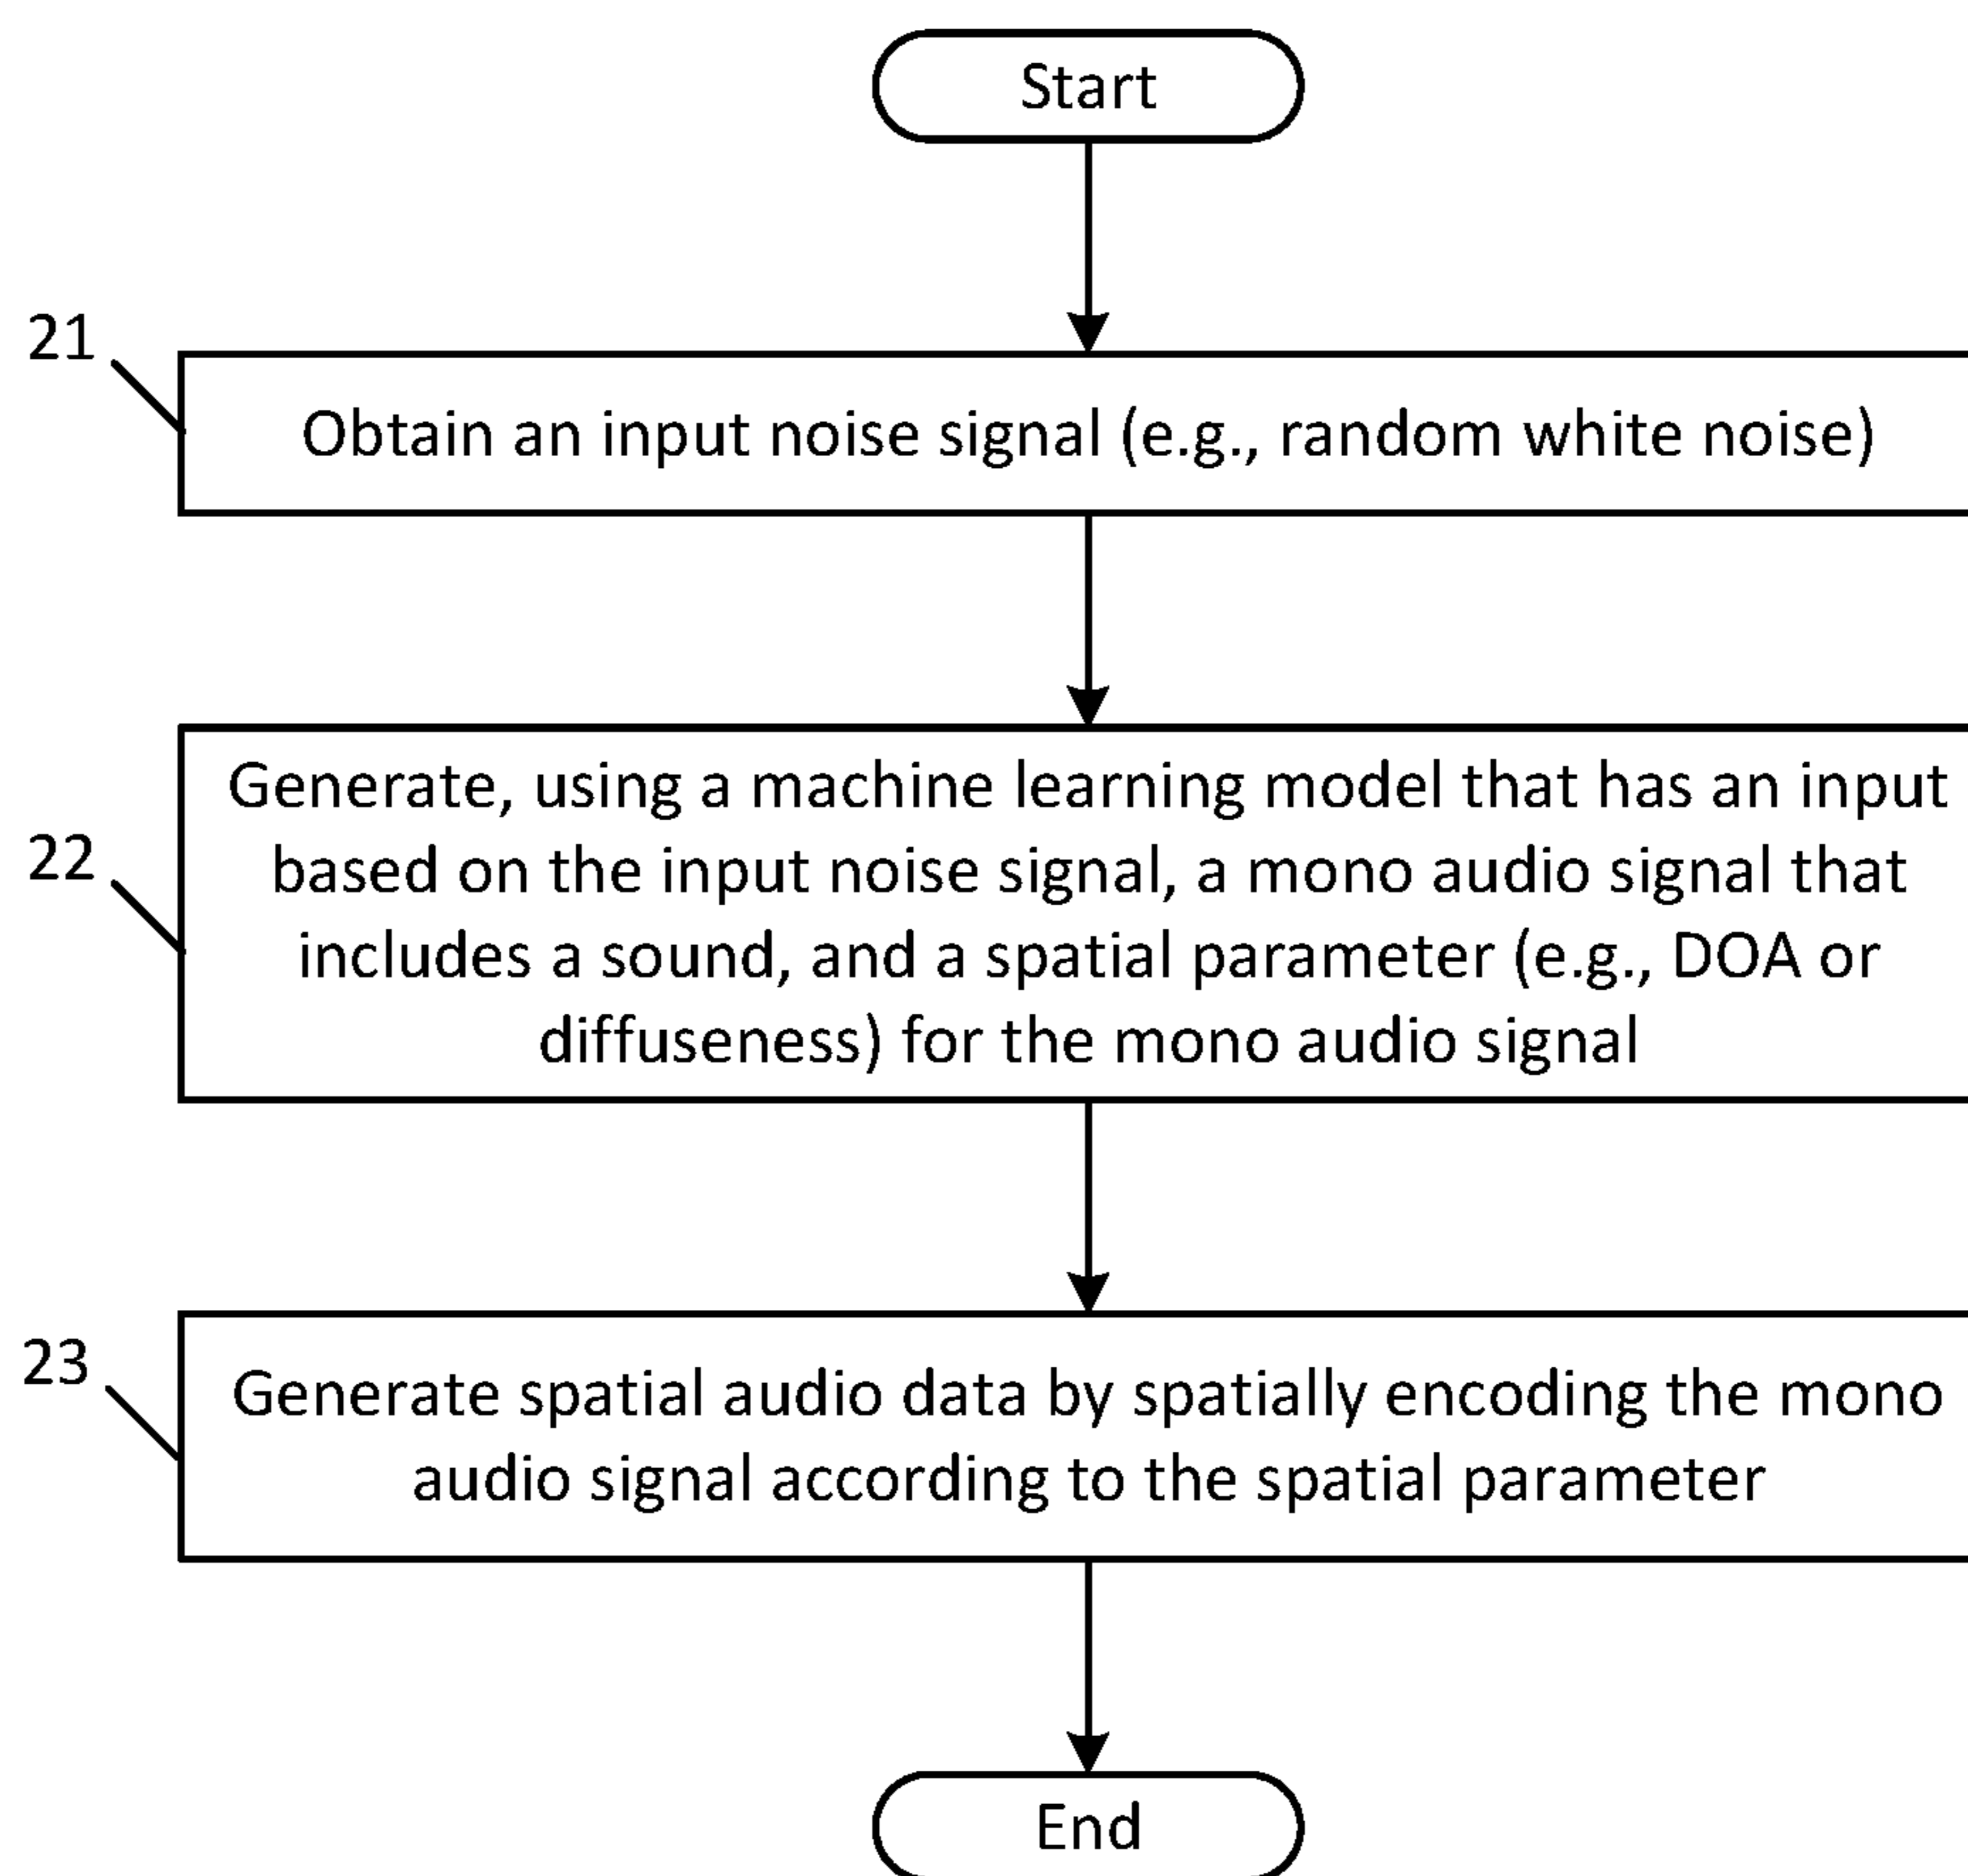 Start
21
Obtain an input noise signal (e.g., random white noise)
22
Generate, using a machine learning model that has an input
based on the input noise signal, a mono audio signal that
includes a sound, and a spatial parameter (e.g., DOA or
diffuseness) for the mono audio signal
23
Generate spatial audio data by spatially encoding the mono
audio signal according to the spatial parameter
End